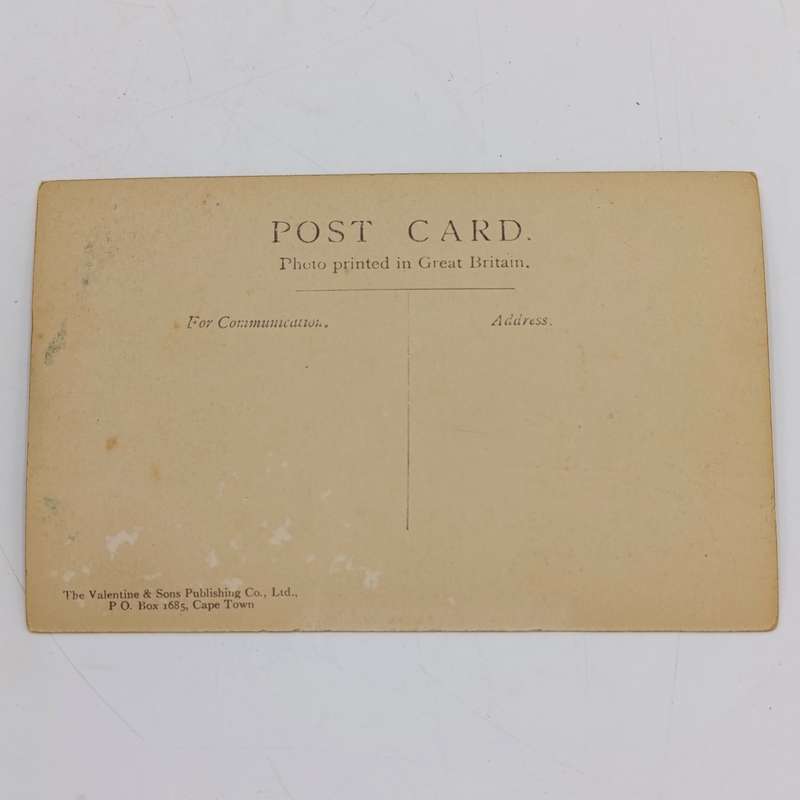 POST CARD.
Photo printed in Great Britain.
For Communication.
Address.
The Valentine & Sons Publishing Co., Ltd.,
P O. Box 1685, Cape Town